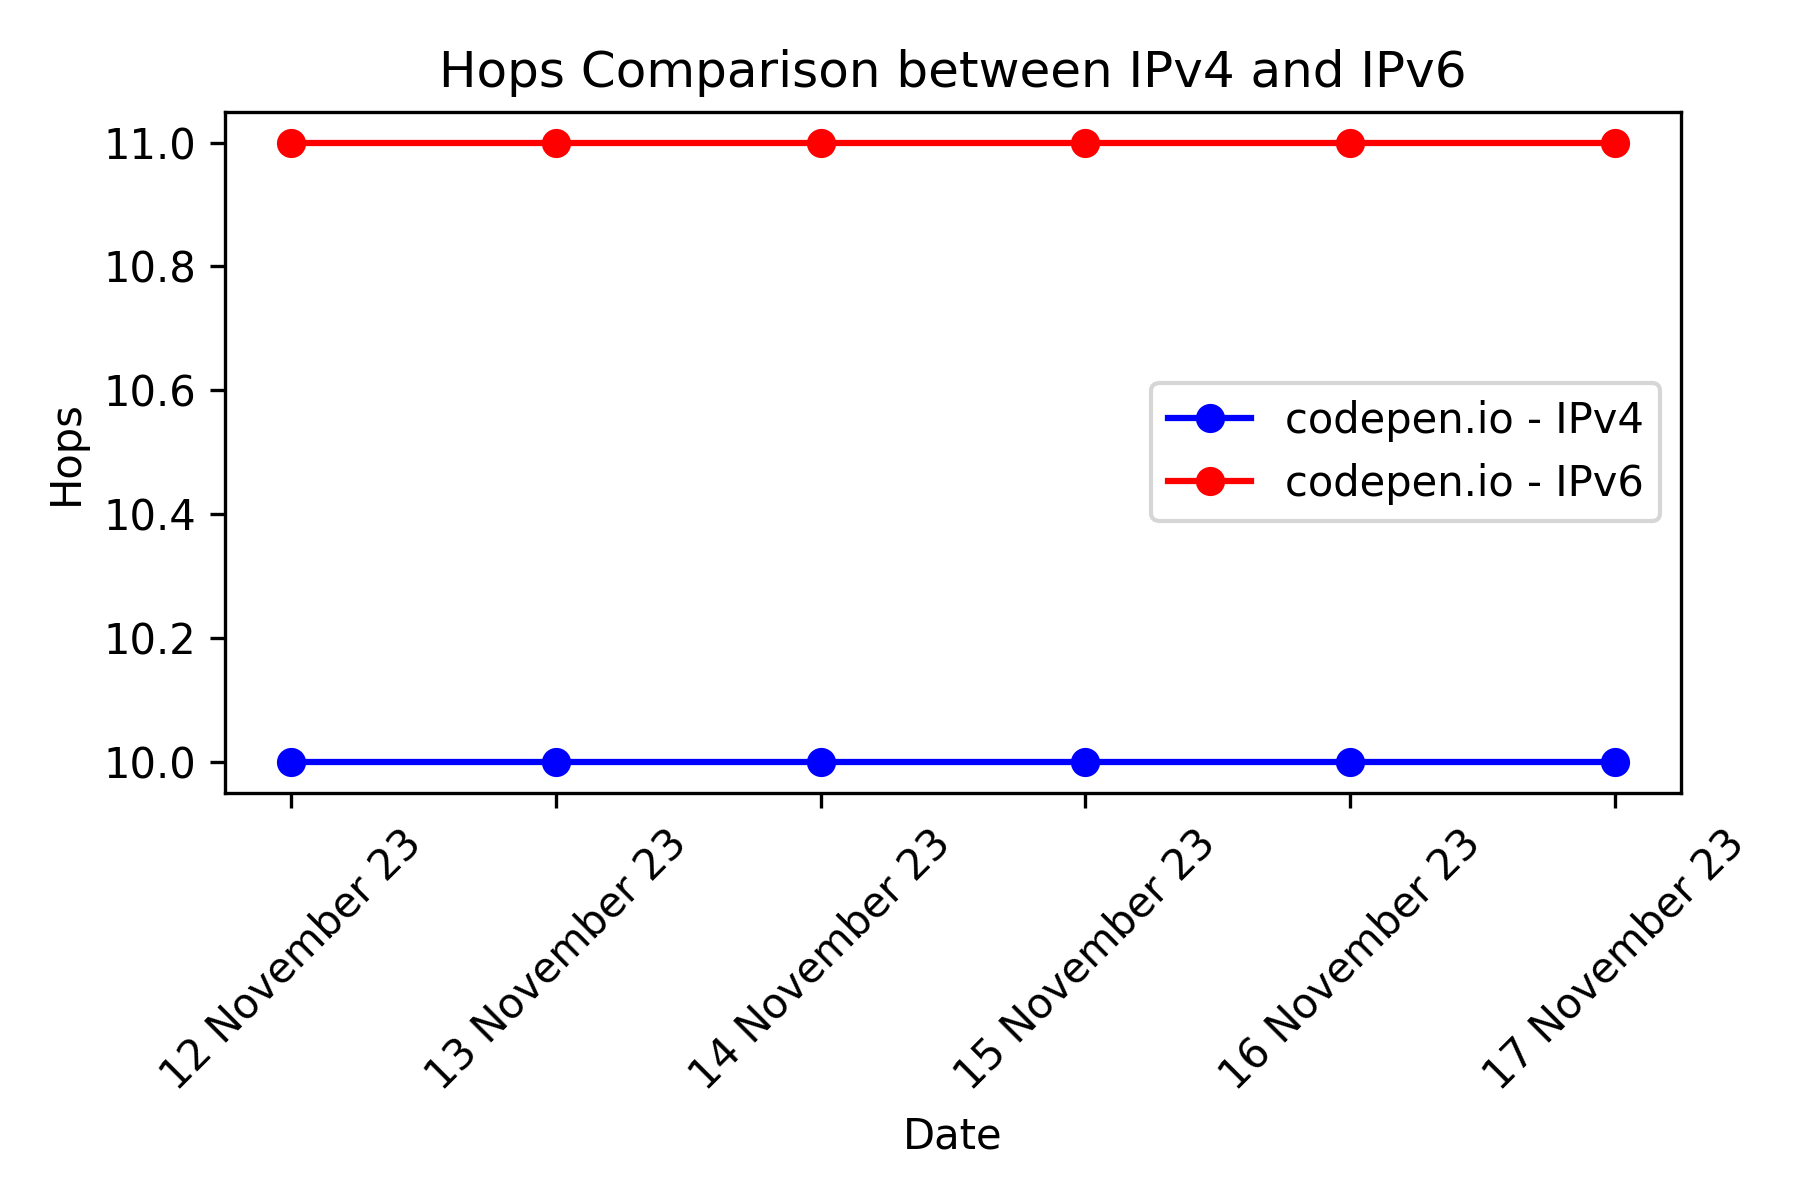 Hops Comparison between IPv4 and IPv6
11.0
10.8
10.6
10.4
10.2
10.0
Hops
codepen.io - IPv4
codepen.io - IPv6
12 November 23
13 November 23
14 November 23
15 November 23
16 November 23
17 November 23
Date